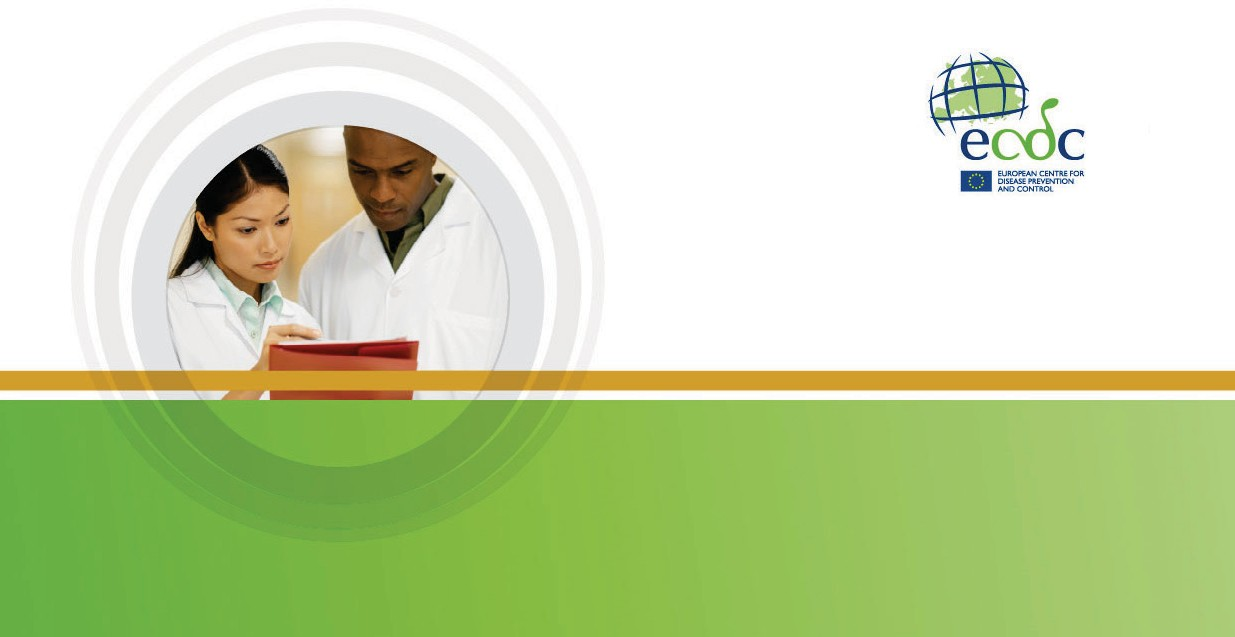 ecdc
EUROPEAN CENTRE FOR
DISEASE PREVENTION
AND CONTROL